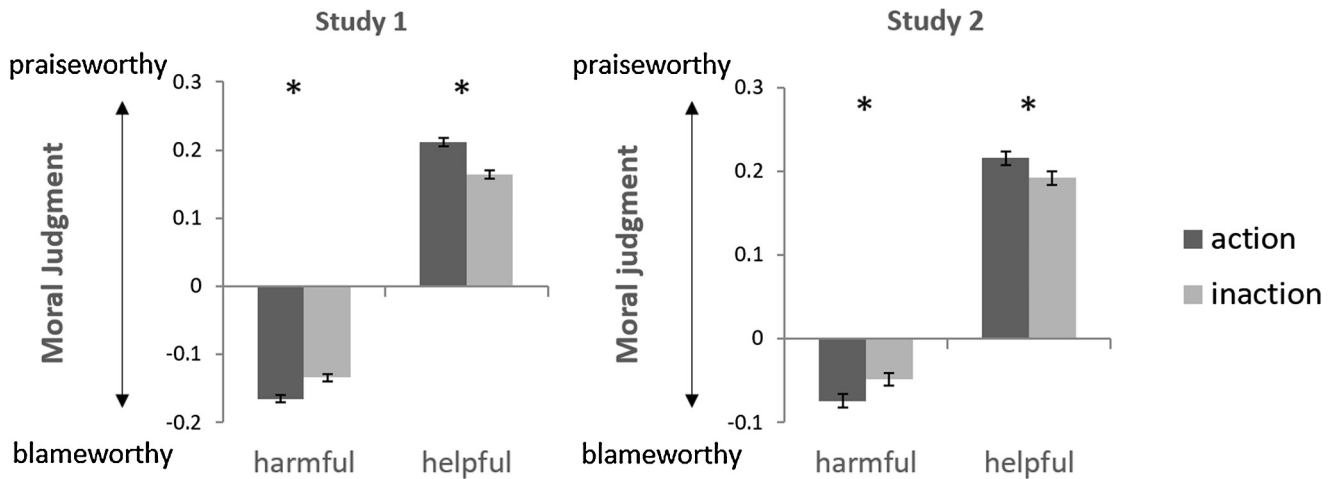 Study 1
praiseworthy
0.3
*
*
0.2
0.1
0
-0.1
-0.2
Moral Judgment
blameworthy
harmful
helpful
Study 2
praiseworthy
0.3
*
*
0.2
0.1
0
-0.1
Moral judgment
blameworthy
harmful
helpful
action
inaction